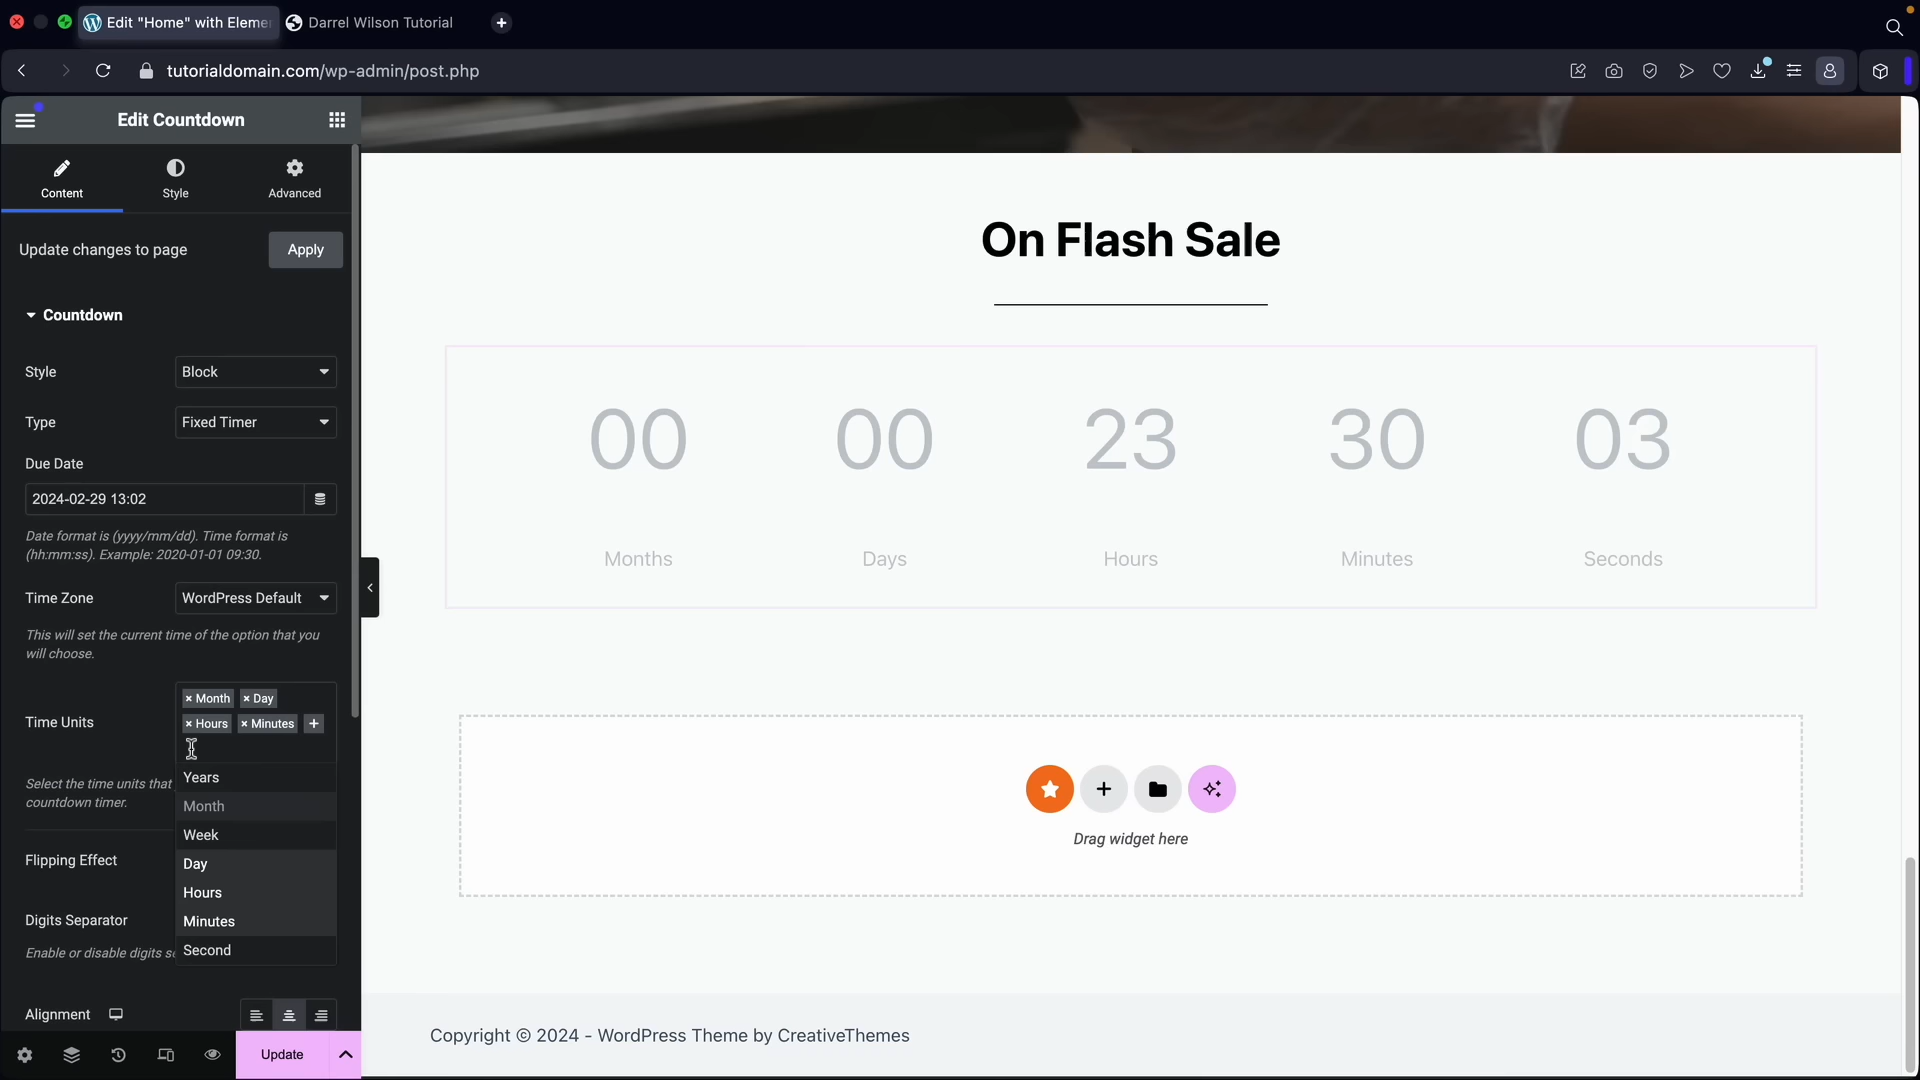 Edit "Home" with Eleme
Darrel Wilson Tutorial
tutorialdomain.com/wp-admin/post.php
Edit Countdown
Content
Style
Advanced
Update changes to page
Apply
Countdown
Style
Block
Type
Fixed Timer
Due Date
2024-02-29 13:02
Date format is (yyyy/mm/dd). Time format is
(hh:mm:ss). Example: 2020-01-01 09:30.
Time Zone
WordPress Default
This will set the current time of the option that you
will choose.
Time Units
× Month × Day
× Hours × Minutes +
Years
Month
Week
Day
Hours
Minutes
Second
Select the time units that
countdown timer.
Flipping Effect
Digits Separator
Enable or disable digits s
Alignment
Update
On Flash Sale
00 00 23 30 03
Months Days Hours Minutes Seconds
Drag widget here
Copyright © 2024 - WordPress Theme by CreativeThemes